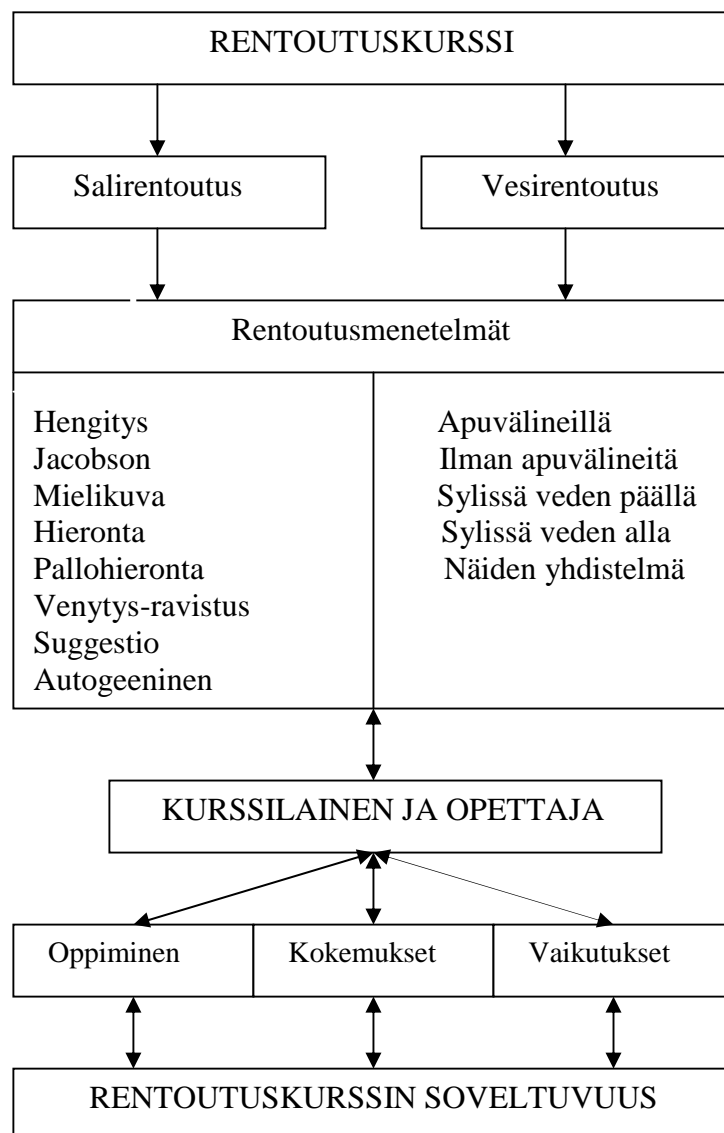 RENTOUTUSKURSSI
Salirentoutus
Vesirentoutus
Rentoutusmenetelmät
Hengitys
Jacobson
Mielikuva
Hieronta
Pallohieronta
Venytys-ravistus
Suggestio
Autogeeninen
Apuvälineillä
Ilman apuvälineitä
Sylissä veden päällä
Sylissä veden alla
Näiden yhdistelmä
KURSSILAINEN JA OPETTAJA
Oppiminen
Kokemukset
Vaikutukset
RENTOUTUSKURSSIN SOVELTUVUUS